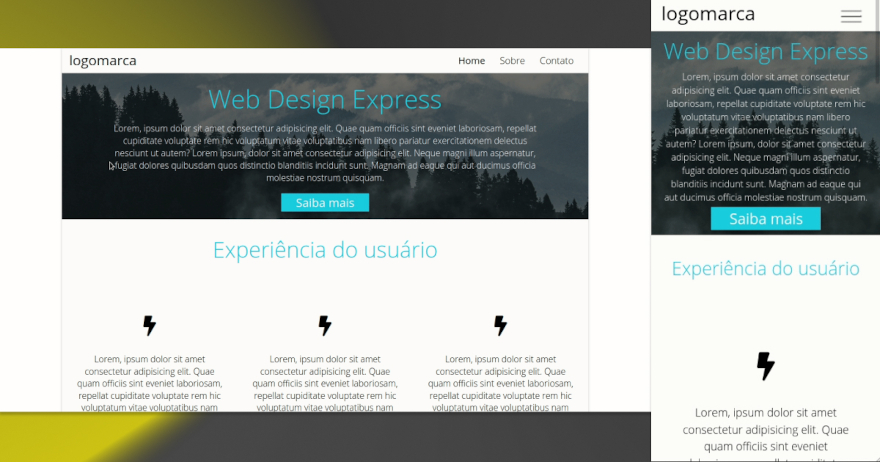 logomarca
Home Sobre Contato
Web Design Express
Lorem, ipsum dolor sit amet consectetur adipisicing elit. Quae quam officiis sint eveniet laboriosam, repellat
cupiditate voluptate rem hic voluptatum vitae voluptatibus nam libero pariatur exercitationem delectus
nesciunt ut autem? Lorem ipsum, dolor sit amet consectetur adipisicing elit. Neque magni illum aspernatur,
fugiat dolores quibusdam quos distinctio blanditiis incidunt sunt. Magnam ad eaque qui aut ducimus officia
molestiae nostrum quisquam.
Saiba mais
Experiência do usuário
Lorem, ipsum dolor sit amet
consectetur adipisicing elit. Quae
quam officiis sint eveniet laboriosam,
repellat cupiditate voluptate rem hic
voluptatum vitae voluptatibus nam
Lorem, ipsum dolor sit amet
consectetur adipisicing elit. Quae
quam officiis sint eveniet laboriosam,
repellat cupiditate voluptate rem hic
voluptatum vitae voluptatibus nam
Lorem, ipsum dolor sit amet
consectetur adipisicing elit. Quae
quam officiis sint eveniet laboriosam,
repellat cupiditate voluptate rem hic
voluptatum vitae voluptatibus nam
logomarca
Web Design Express
Lorem, ipsum dolor sit amet consectetur
adipisicing elit. Quae quam officiis sint eveniet
laboriosam, repellat cupiditate voluptate rem hic
voluptatum vitae voluptatibus nam libero
pariatur exercitationem delectus nesciunt ut
autem? Lorem ipsum, dolor sit amet consectetur
adipisicing elit. Neque magni illum aspernatur,
fugiat dolores quibusdam quos distinctio
blanditiis incidunt sunt. Magnam ad eaque qui
aut ducimus officia molestiae nostrum quisquam.
Saiba mais
Experiência do usuário
Lorem, ipsum dolor sit amet
consectetur adipisicing elit. Quae
quam officiis sint eveniet